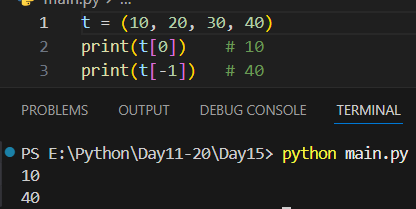 main.py > ...
1 t = (10, 20, 30, 40)
2 print(t[0]) # 10
3 print(t[-1]) # 40
PROBLEMS OUTPUT DEBUG CONSOLE TERMINAL
PS E:\Python\Day11-20\Day15> python main.py
10
40